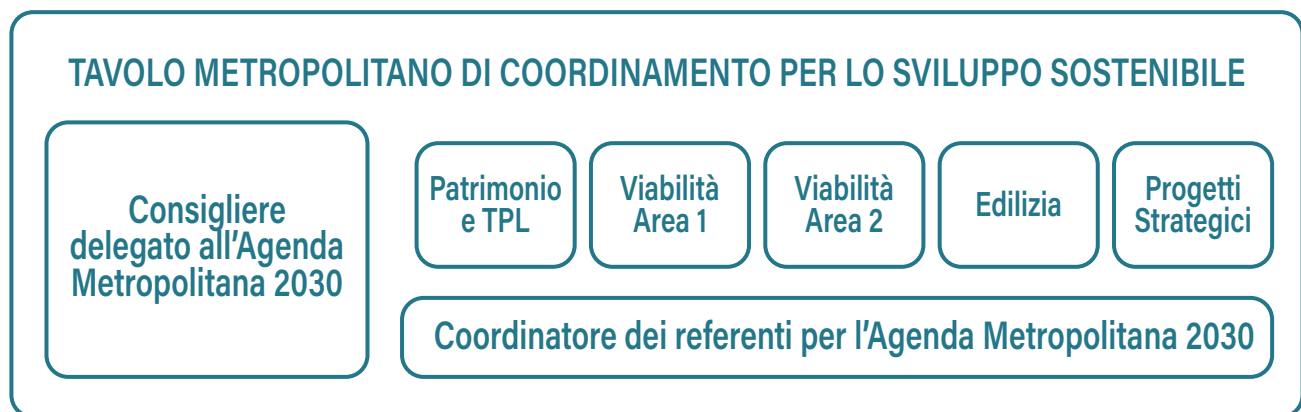 TAVOLO METROPOLITANO DI COORDINAMENTO PER LO SVILUPPO SOSTENIBILE
Consigliere
delegato all’Agenda
Metropolitana 2030
Patrimonio
e TPL
Viabilità
Area 1
Viabilità
Area 2
Edilizia
Progetti
Strategici
Coordinatore dei referenti per l’Agenda Metropolitana 2030